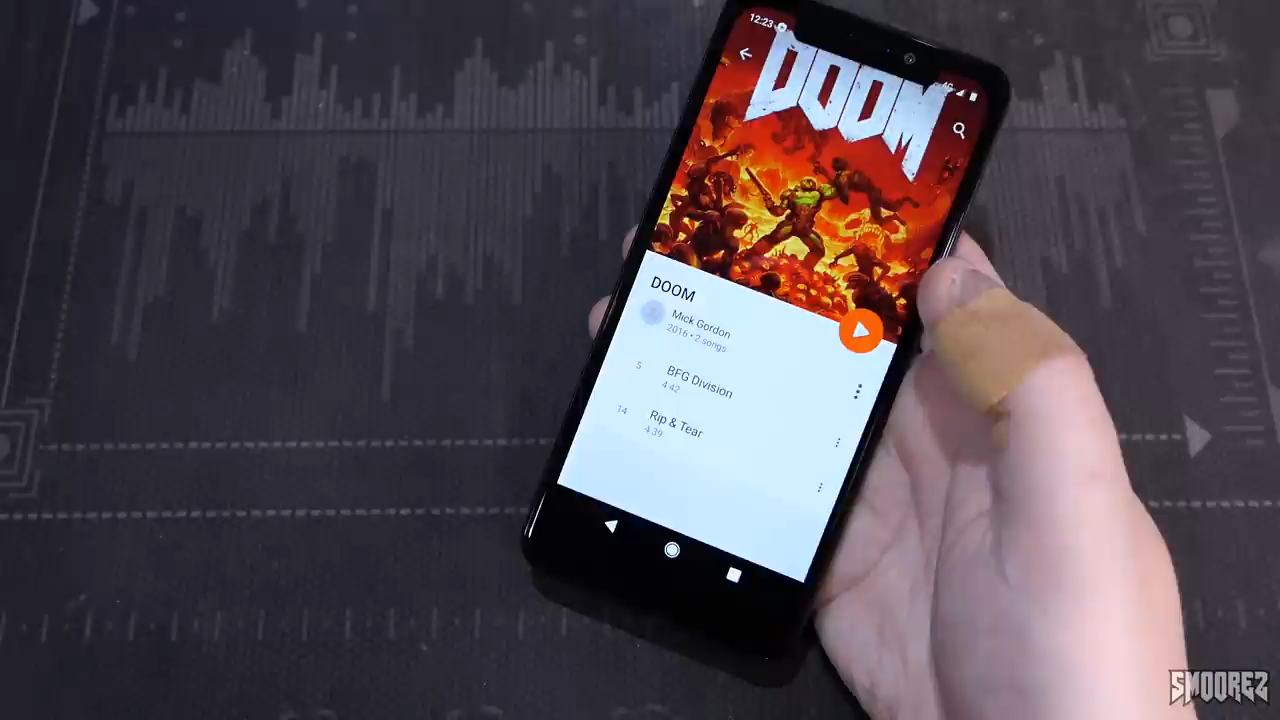 12:23
4G
DOOM
DOOM
Mick Gordon
2016 • 2 songs
5
BFG Division
4:42
14
Rip & Tear
4:39
SMOOREZ